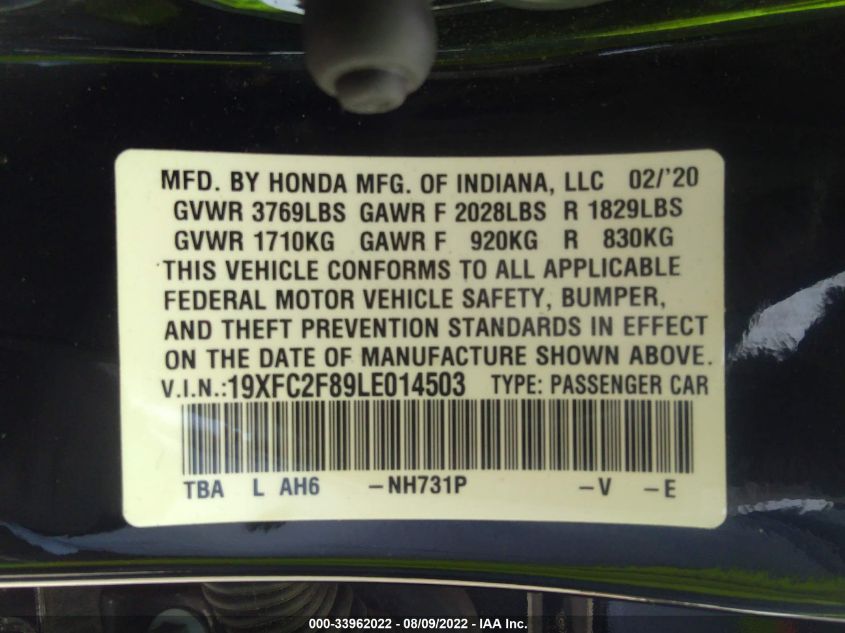 MFD. BY HONDA MFG. OF INDIANA, LLC 02/'20
GVWR 3769LBS GAWR F 2028LBS R 1829LBS
GVWR 1710KG GAWR F 920KG R 830KG
THIS VEHICLE CONFORMS TO ALL APPLICABLE
FEDERAL MOTOR VEHICLE SAFETY, BUMPER,
AND THEFT PREVENTION STANDARDS IN EFFECT
ON THE DATE OF MANUFACTURE SHOWN ABOVE.
V.I.N.:19XFC2F89LE014503 TYPE: PASSENGER CAR
TBA L AH6 -NH731P -V -E
000-33962022 - 08/09/2022 - IAA Inc.